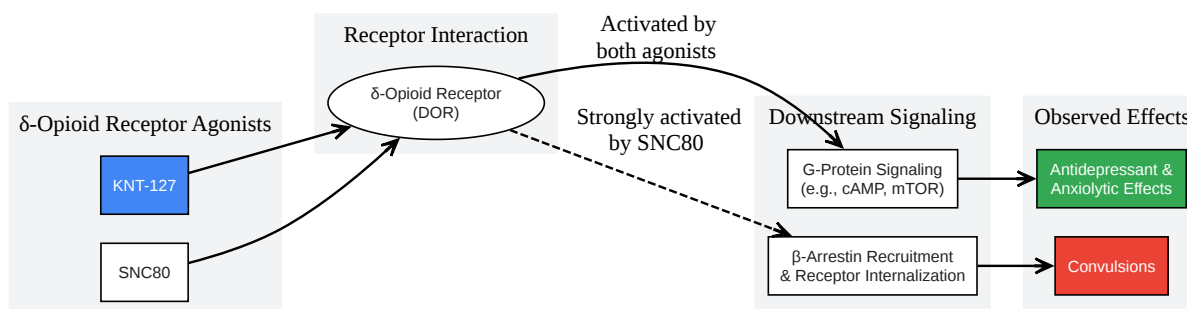 δ-Opioid Receptor Agonists
KNT-127
SNC80
Receptor Interaction
δ-Opioid Receptor
(DOR)
Activated by
both agonists
Strongly activated
by SNC80
Downstream Signaling
G-Protein Signaling
(e.g., cAMP, mTOR)
β-Arrestin Recruitment
& Receptor Internalization
Observed Effects
Antidepressant &
Anxiolytic Effects
Convulsions